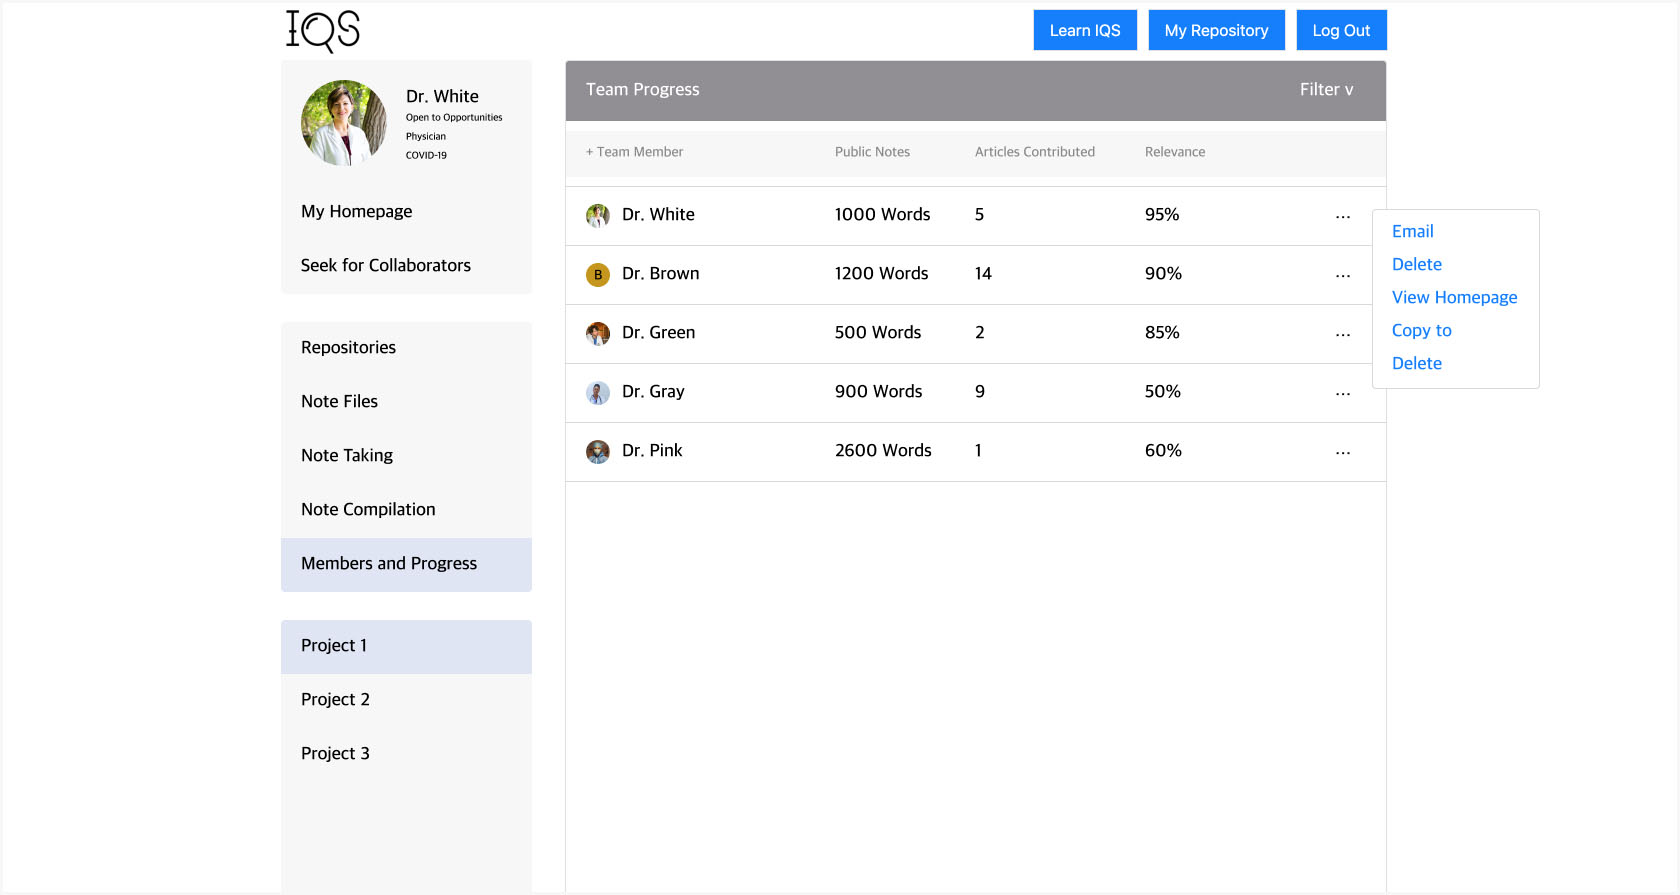 IQS
Learn IQS
My Repository
Log Out
Dr. White
Open to Opportunities
Physician
COVID-19
My Homepage
Seek for Collaborators
Repositories
Note Files
Note Taking
Note Compilation
Members and Progress
Project 1
Project 2
Project 3
Team Progress Filter v
+ Team Member Public Notes Articles Contributed Relevance
Dr. White 1000 Words 5 95% ...
B Dr. Brown 1200 Words 14 90% ...
Dr. Green 500 Words 2 85% ...
Dr. Gray 900 Words 9 50% ...
Dr. Pink 2600 Words 1 60% ...
Email
Delete
View Homepage
Copy to
Delete